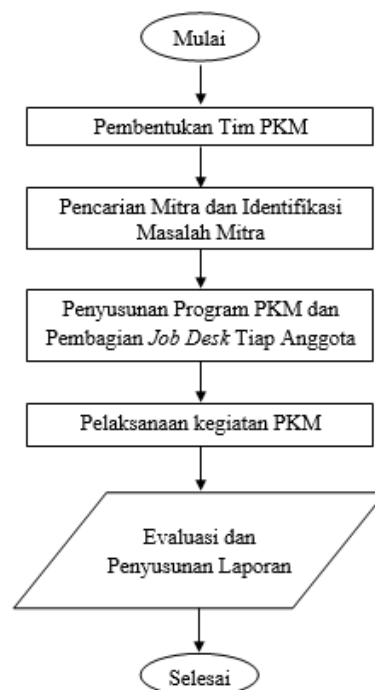 Mulai
Pembentukan Tim PKM
Pencarian Mitra dan Identifikasi
Masalah Mitra
Penyusunan Program PKM dan
Pembagian Job Desk Tiap Anggota
Pelaksanaan kegiatan PKM
Evaluasi dan
Penyusunan Laporan
Selesai